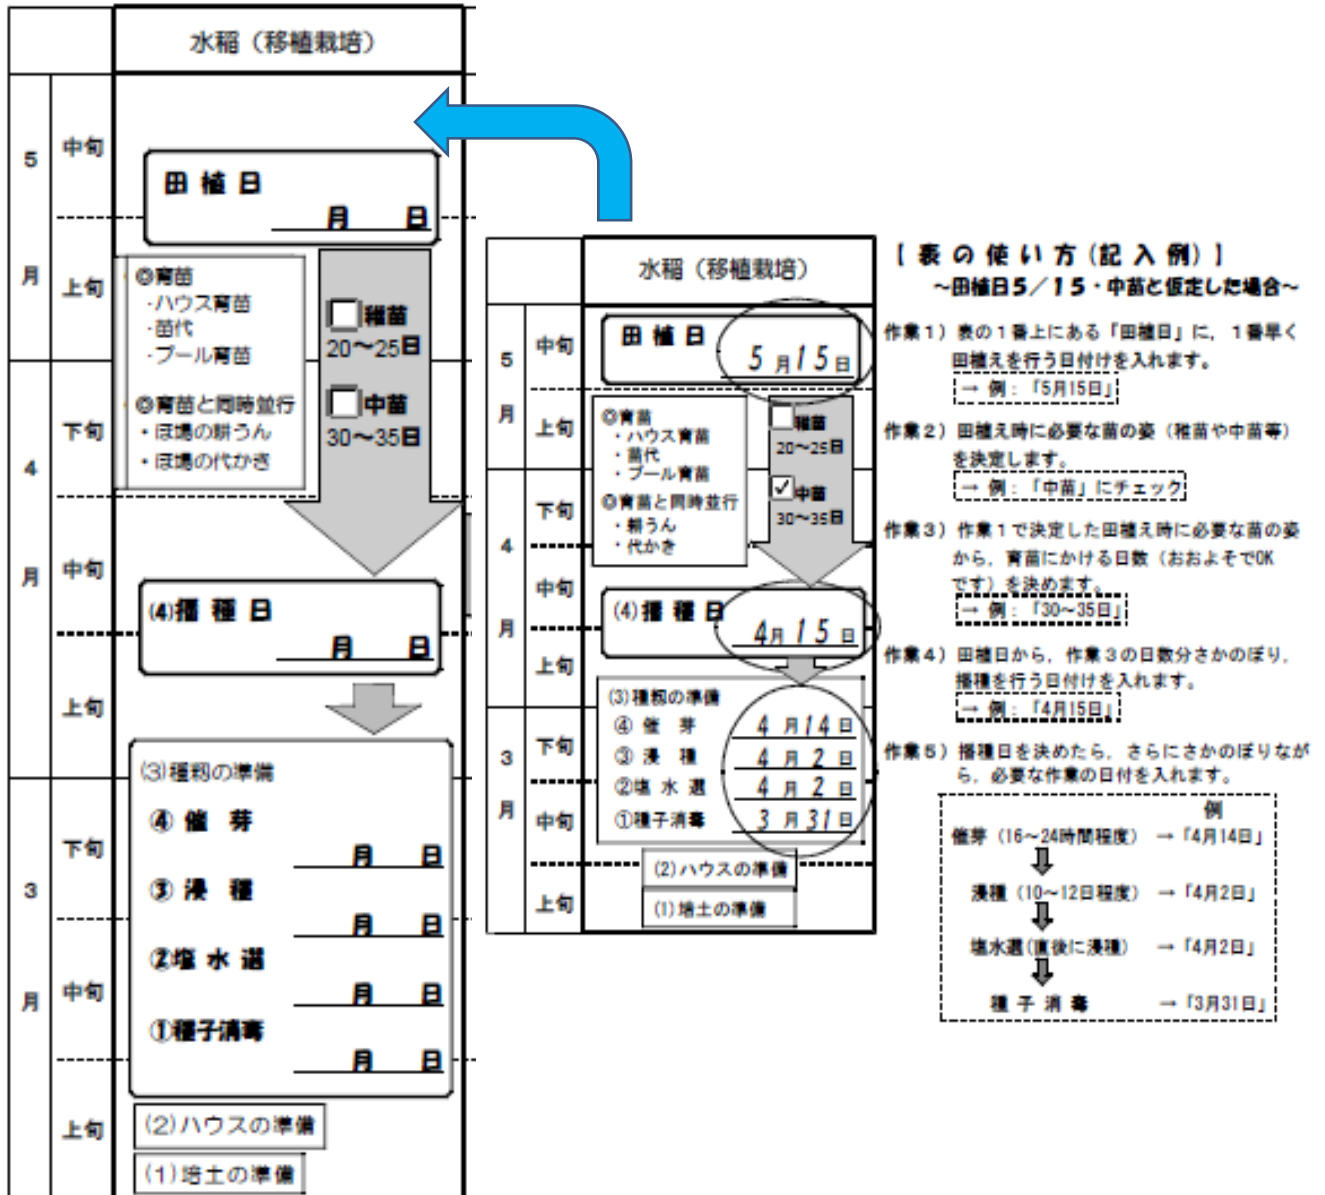 水稲（移植栽培）
5
月
中旬
上旬
田植日
月　日
◎育苗
・ハウス育苗
・苗代
・プール育苗
◎育苗と同時並行
・ほ場の耕うん
・ほ場の代かき
稚苗
20～25日
中苗
30～35日
4
月
下旬
中旬
上旬
(4)播種日
月　日
(3)種籾の準備
④ 催 芽
月　日
③ 浸 種
月　日
②塩 水 選
月　日
①種子消毒
月　日
3
月
下旬
中旬
上旬
(2)ハウスの準備
(1)培土の準備
水稲（移植栽培）
5
月
中旬
上旬
田植日
5月15日
◎育苗
・ハウス育苗
・苗代
・プール育苗
◎育苗と同時並行
・耕うん
・代かき
稚苗
20～25日
中苗
30～35日
4
月
下旬
中旬
上旬
(4)播種日
4月15日
(3)種籾の準備
④ 催 芽 4月14日
③ 浸 種 4月2日
②塩 水 選 4月2日
①種子消毒 3月31日
3
月
下旬
中旬
上旬
(2)ハウスの準備
(1)培土の準備
【表の使い方(記入例)】
～田植日5／15・中苗と仮定した場合～
作業1）表の1番上にある「田植日」に，1番早く
田植えを行う日付けを入れます。
→ 例：「5月15日」
作業2）田植え時に必要な苗の姿（稚苗や中苗等）
を決定します。
→ 例：「中苗」にチェック
作業3）作業1で決定した田植え時に必要な苗の姿
から，育苗にかける日数（おおよそでOK
です）を決めます。
→ 例：「30～35日」
作業4）田植日から，作業3の日数分さかのぼり，
播種を行う日付けを入れます。
→ 例：「4月15日」
作業5）播種日を決めたら，さらにさかのぼりなが
ら，必要な作業の日付を入れます。
例
催芽（16～24時間程度） →「4月14日」
浸種（10～12日程度） →「4月2日」
塩水選(直後に浸種) →「4月2日」
種子消毒 →「3月31日」